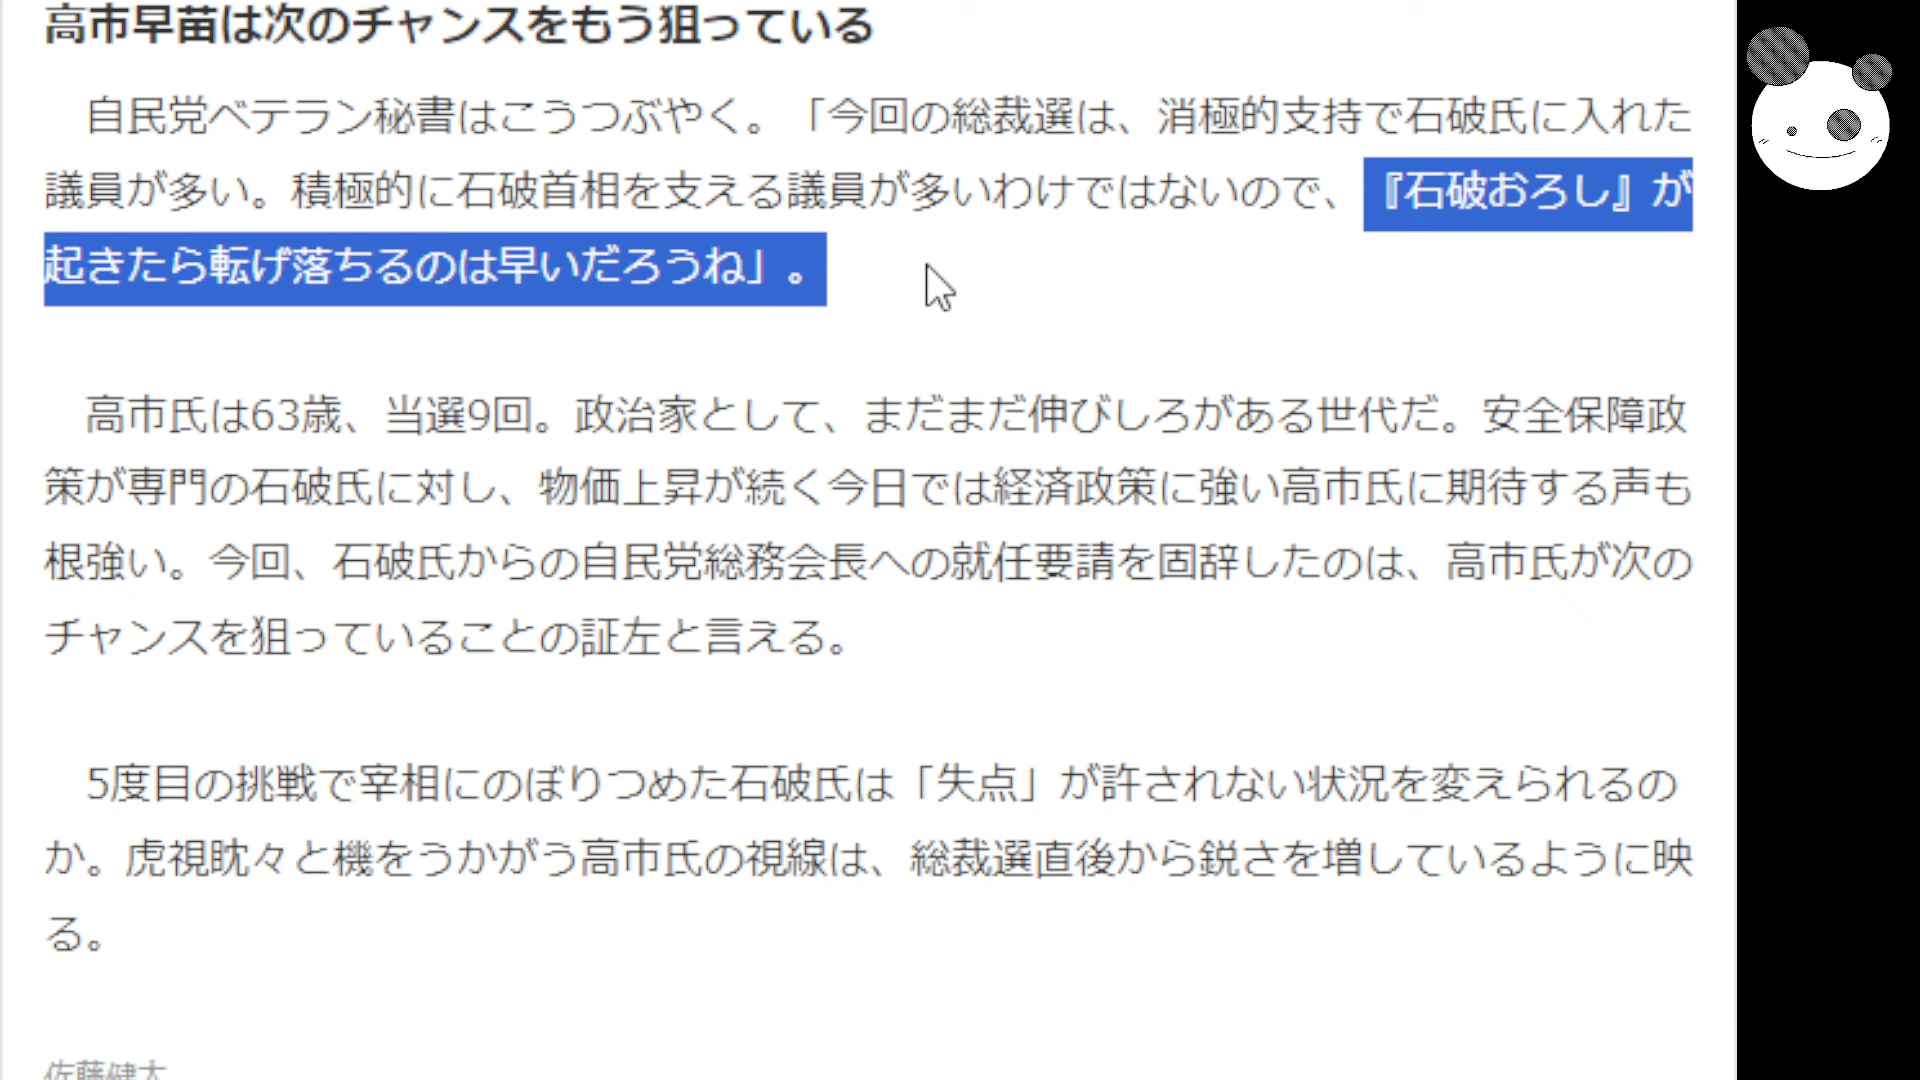 高市早苗は次のチャンスをもう狙っている
自民党ベテラン秘書はこうつぶやく。「今回の総裁選は、消極的支持で石破氏に入れた
議員が多い。積極的に石破首相を支える議員が多いわけではないので、『石破おろし』が
起きたら転げ落ちるのは早いだろうね」。
高市氏は63歳、当選9回。政治家として、まだまだ伸びしろがある世代だ。安全保障政
策が専門の石破氏に対し、物価上昇が続く今日では経済政策に強い高市氏に期待する声も
根強い。今回、石破氏からの自民党総務会長への就任要請を固辞したのは、高市氏が次の
チャンスを狙っていることの証左と言える。
5度目の挑戦で宰相にのぼりつめた石破氏は「失点」が許されない状況を変えられるの
か。虎視眈々と機をうかがう高市氏の視線は、総裁選直後から鋭さを増しているように映
る。
佐藤健太